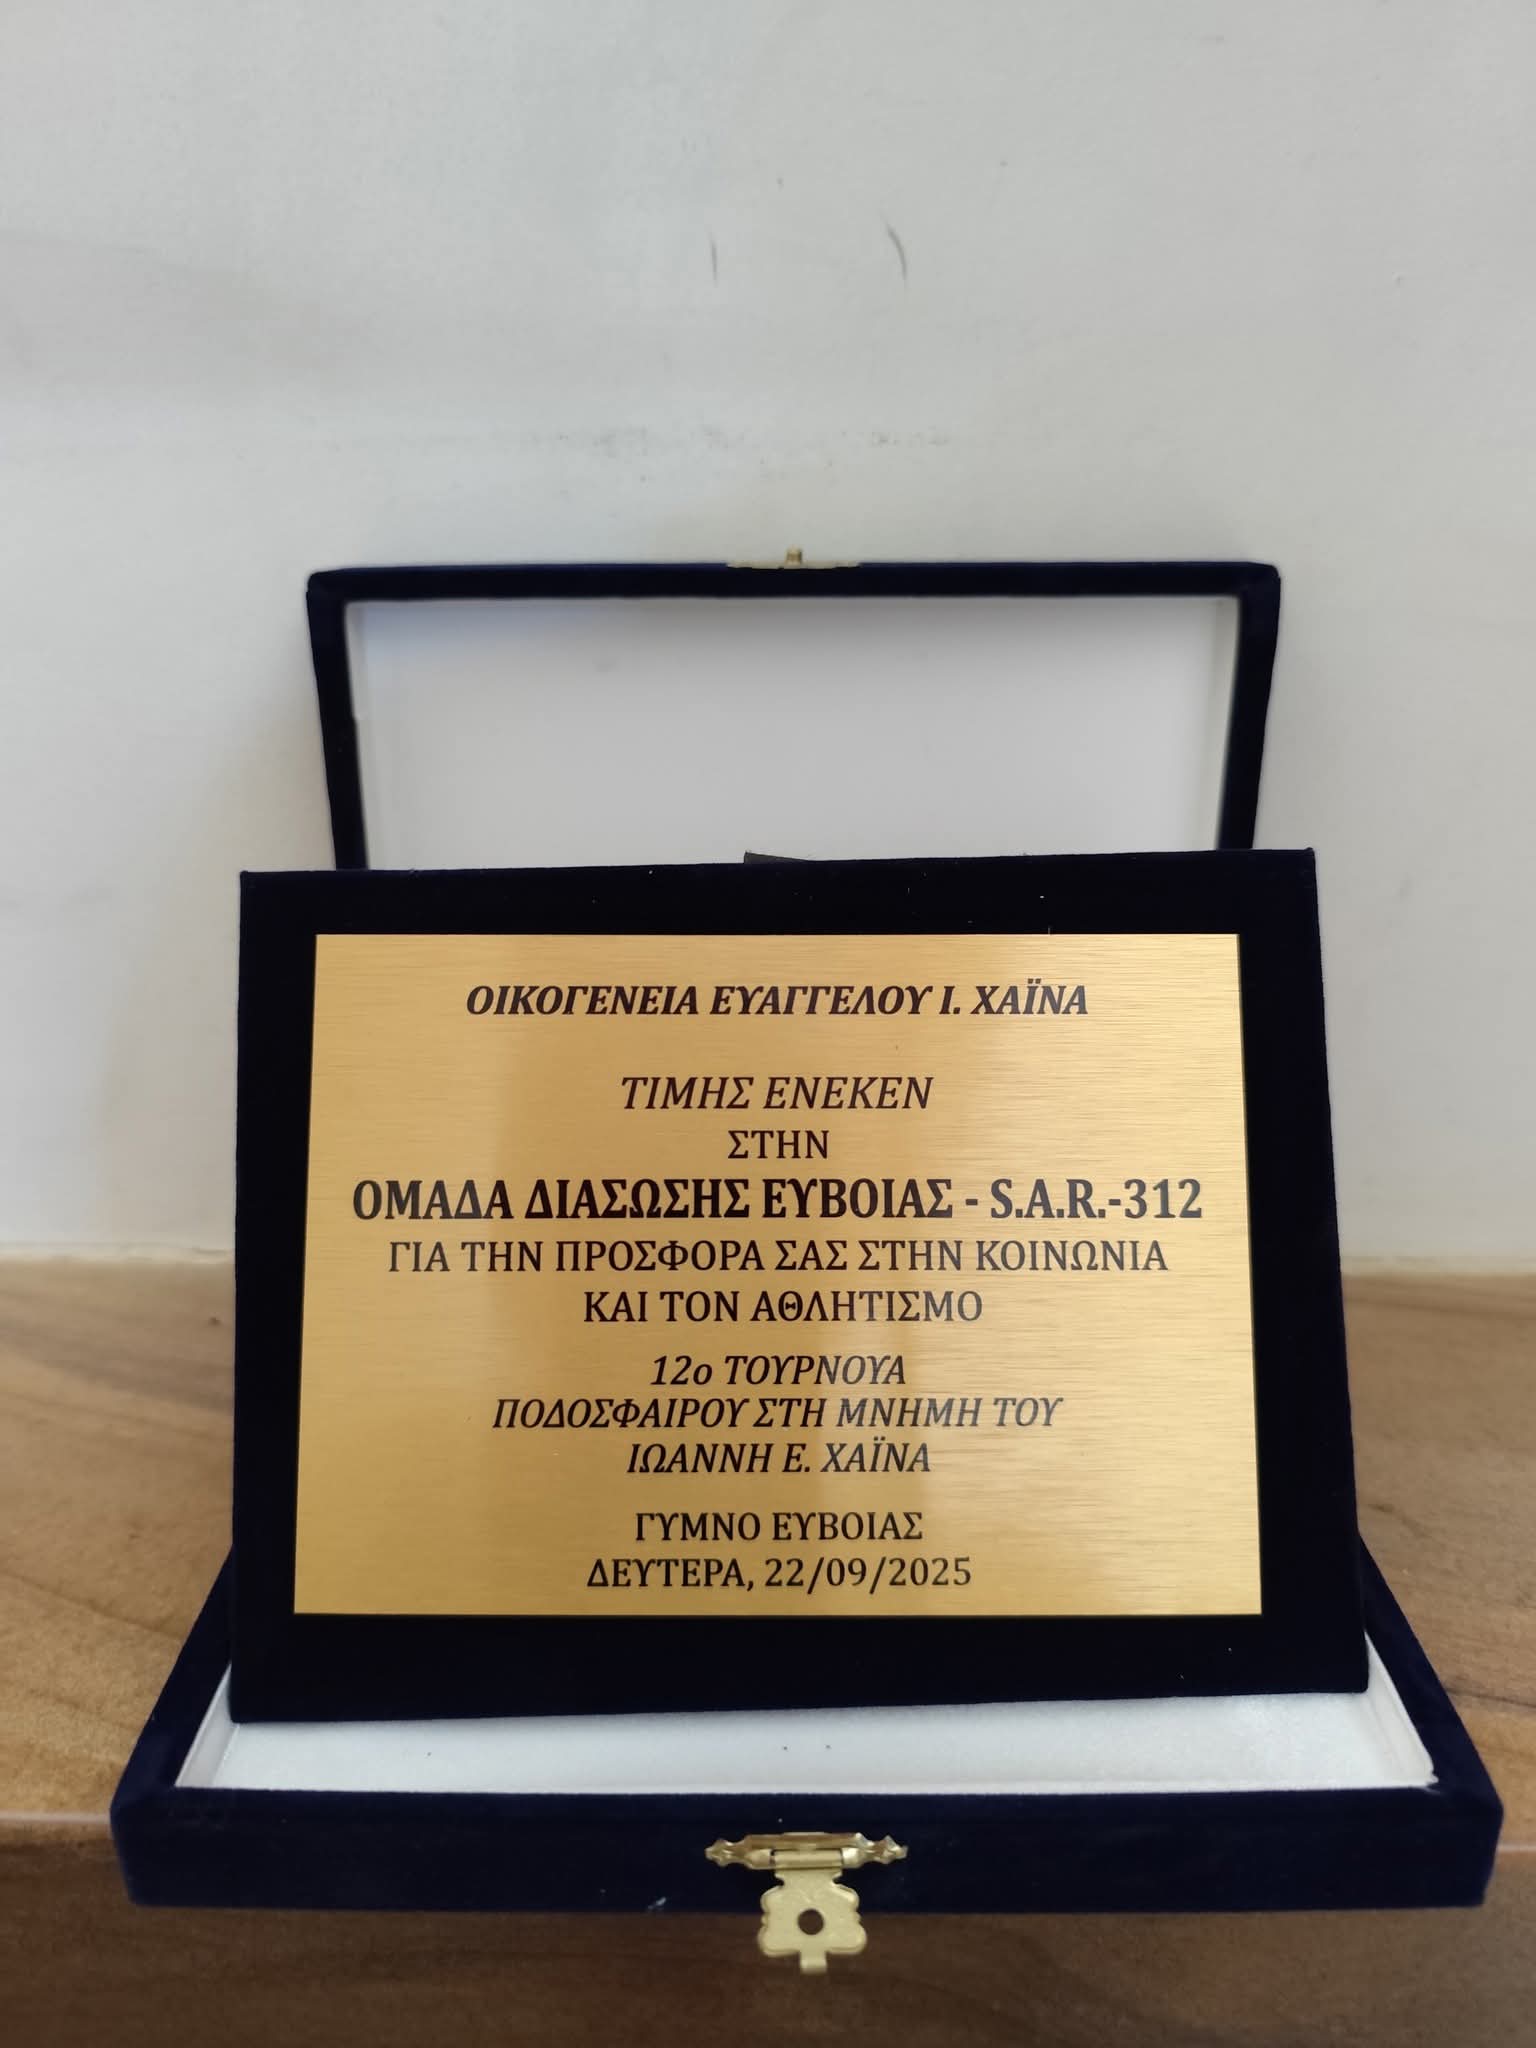 ΟΙΚΟΓΕΝΕΙΑ ΕΥΑΓΓΕΛΟΥ Ι. ΧΑΪΝΑ
ΤΙΜΗΣ ΕΝΕΚΕΝ
ΣΤΗΝ
ΟΜΑΔΑ ΔΙΑΣΩΣΗΣ ΕΥΒΟΙΑΣ - S.A.R.-312
ΓΙΑ ΤΗΝ ΠΡΟΣΦΟΡΑ ΣΑΣ ΣΤΗΝ ΚΟΙΝΩΝΙΑ
ΚΑΙ ΤΟΝ ΑΘΛΗΤΙΣΜΟ
12ο ΤΟΥΡΝΟΥΑ
ΠΟΔΟΣΦΑΙΡΟΥ ΣΤΗ ΜΝΗΜΗ ΤΟΥ
ΙΩΑΝΝΗ Ε. ΧΑΪΝΑ
ΓΥΜΝΟ ΕΥΒΟΙΑΣ
ΔΕΥΤΕΡΑ, 22/09/2025